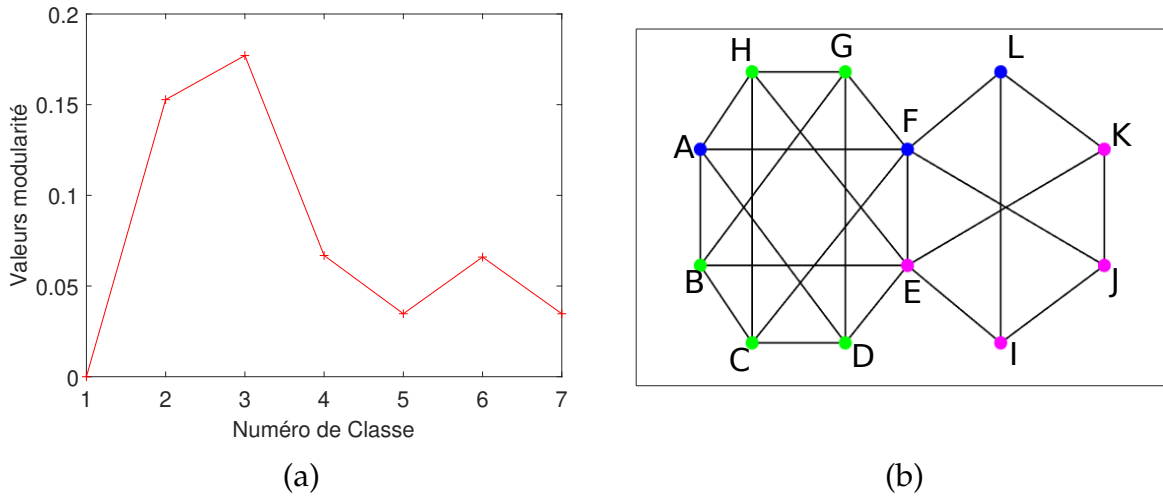 0.2
0.15
0.1
0.05
0
Valeurs modularité
1 2 3 4 5 6 7
Numéro de Classe
(a)
H G L
A F K
B E J
C D I
(b)